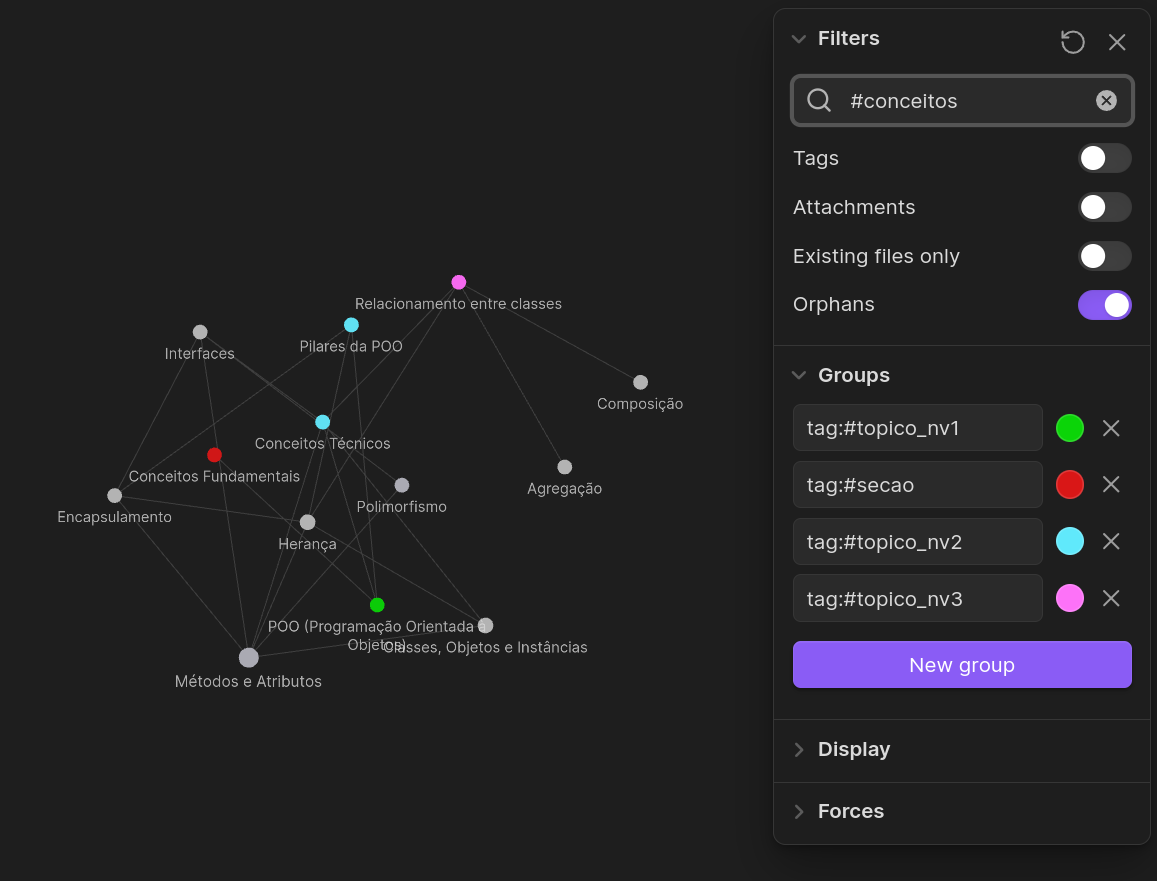 Filters
#conceitos
Tags
Attachments
Existing files only
Orphans
Groups
tag:#topico_nv1
tag:#secao
tag:#topico_nv2
tag:#topico_nv3
New group
Display
Forces
Relacionamento entre classes
Pilares da POO
Interfaces
Composição
Conceitos Técnicos
Conceitos Fundamentais
Agregação
Polimorfismo
Encapsulamento
Herança
POO (Programação Orientada a
Objetos)
Classes, Objetos e Instâncias
Métodos e Atributos